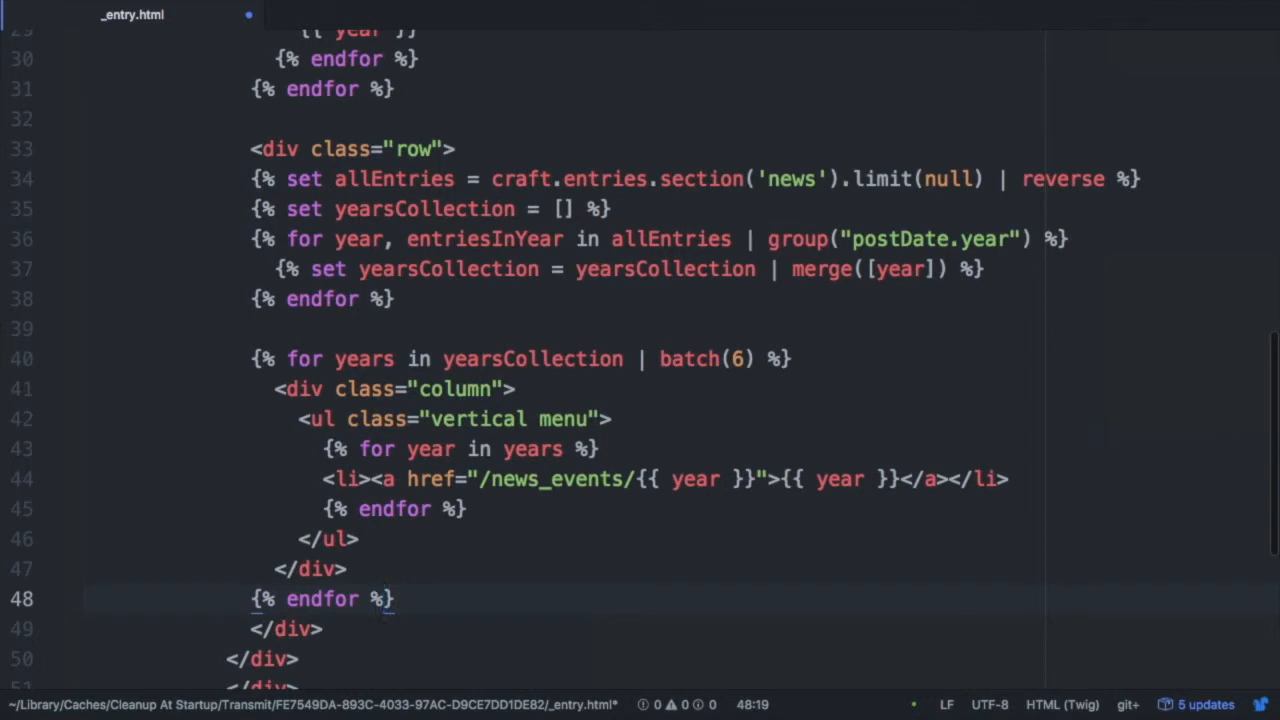 _entry.html
29 {{ year }}
30 {% endfor %}
31 {% endfor %}
32
33 <div class="row">
34 {% set allEntries = craft.entries.section('news').limit(null) | reverse %}
35 {% set yearsCollection = [] %}
36 {% for year, entriesInYear in allEntries | group("postDate.year") %}
37 {% set yearsCollection = yearsCollection | merge([year]) %}
38 {% endfor %}
39
40 {% for years in yearsCollection | batch(6) %}
41 <div class="column">
42 <ul class="vertical menu">
43 {% for year in years %}
44 <li><a href="/news_events/{{ year }}">{{ year }}</a></li>
45 {% endfor %}
46 </ul>
47 </div>
48 {% endfor %}
49 </div>
50 </div>
51 </div>
~/Library/Caches/Cleanup At Startup/Transmit/FE7549DA-893C-4033-97AC-D9CE7DD1DE82/_entry.html* 0 0 0 48:19 LF UTF-8 HTML (Twig) git+ 5 updates